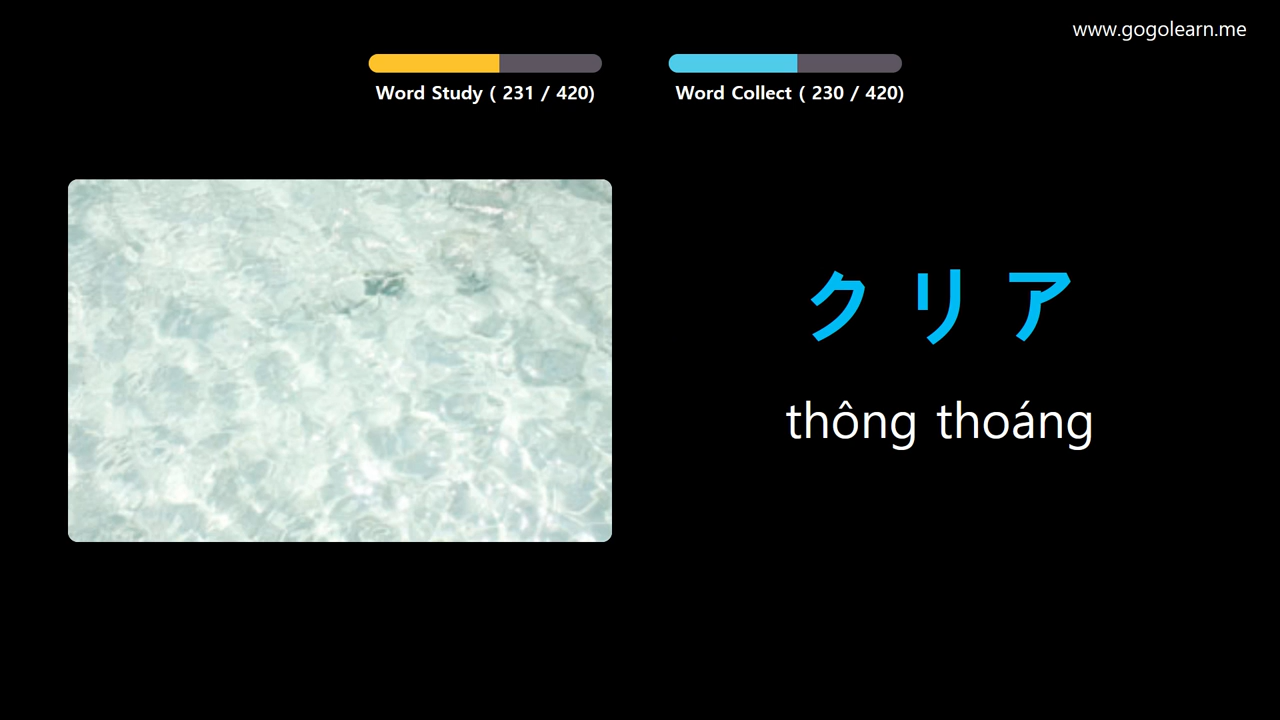 www.gogolearn.me
Word Study ( 231 / 420)
Word Collect ( 230 / 420)
クリア
thông thoáng